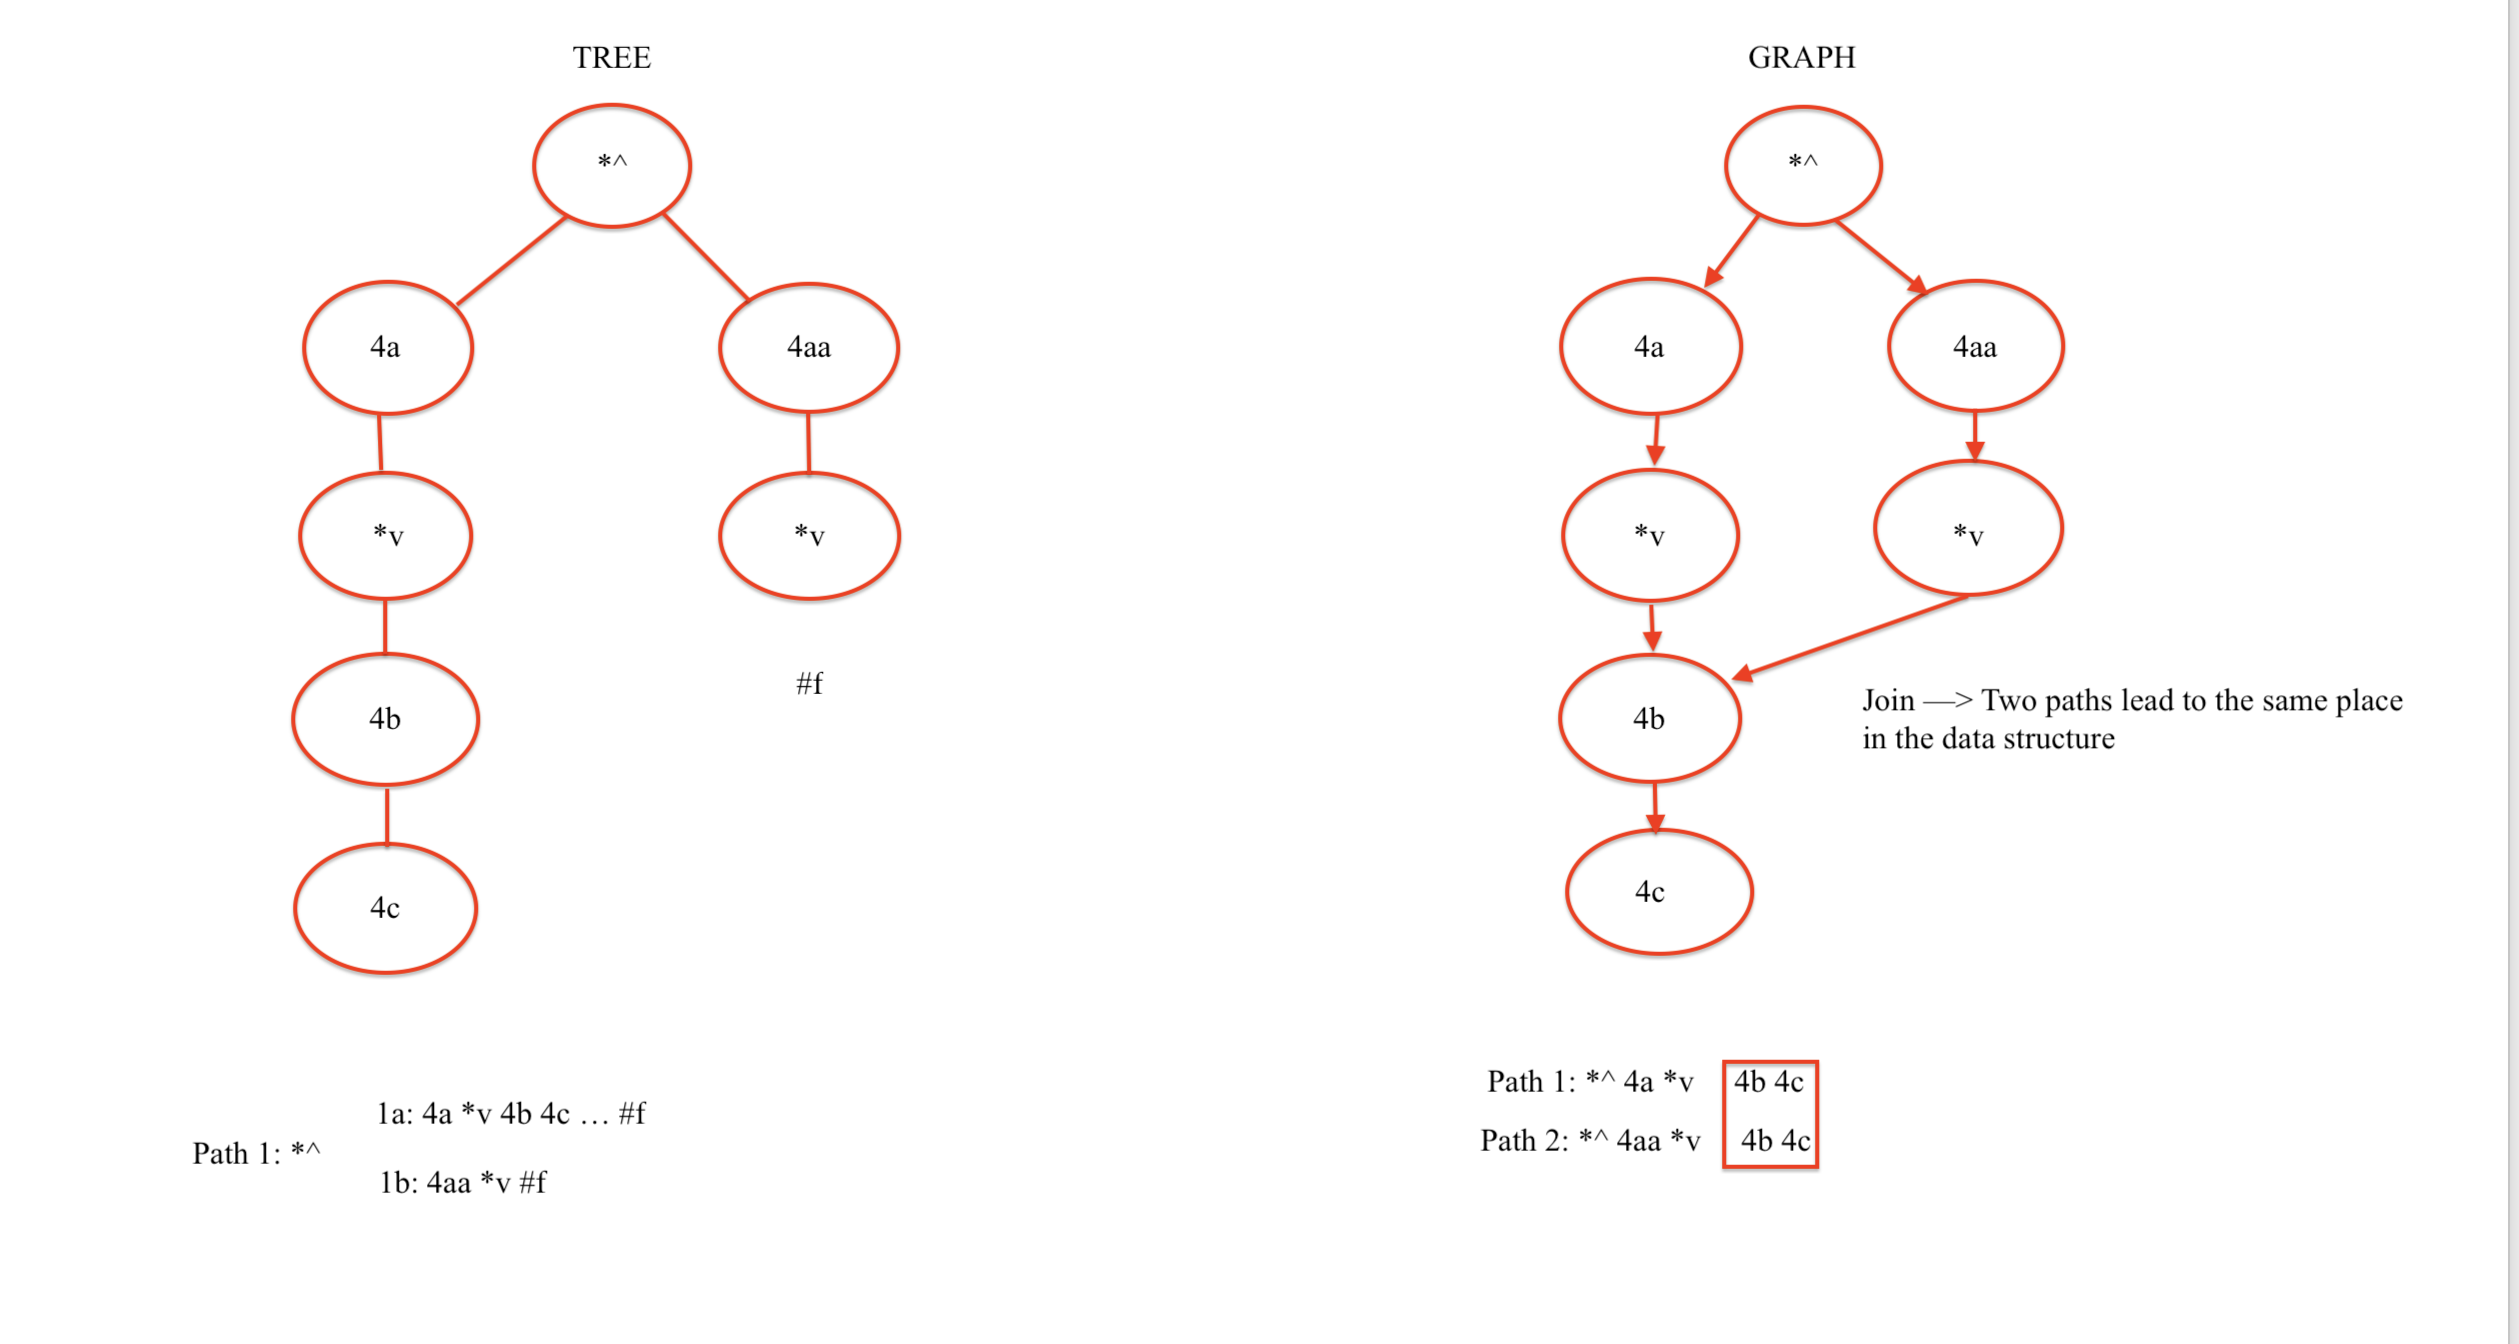 TREE
*^
4a
4aa
*v
*v
#f
4b
4c
1a: 4a *v 4b 4c … #f
Path 1: *^
1b: 4aa *v #f
GRAPH
*^
4a
4aa
*v
*v
4b
Join —> Two paths lead to the same place
in the data structure
4c
Path 1: *^ 4a *v 4b 4c
Path 2: *^ 4aa *v 4b 4c